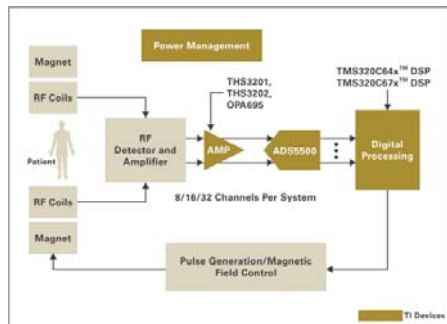 Power Management
Magnet
RF Coils
Patient
RF Coils
Magnet
RF
Detector and
Amplifier
THS3201,
THS3202,
OPA695
AMP
ADS5500
TMS320C64x™ DSP
TMS320C67x™ DSP
Digital
Processing
8/16/32 Channels Per System
Pulse Generation/Magnetic
Field Control
TI Devices